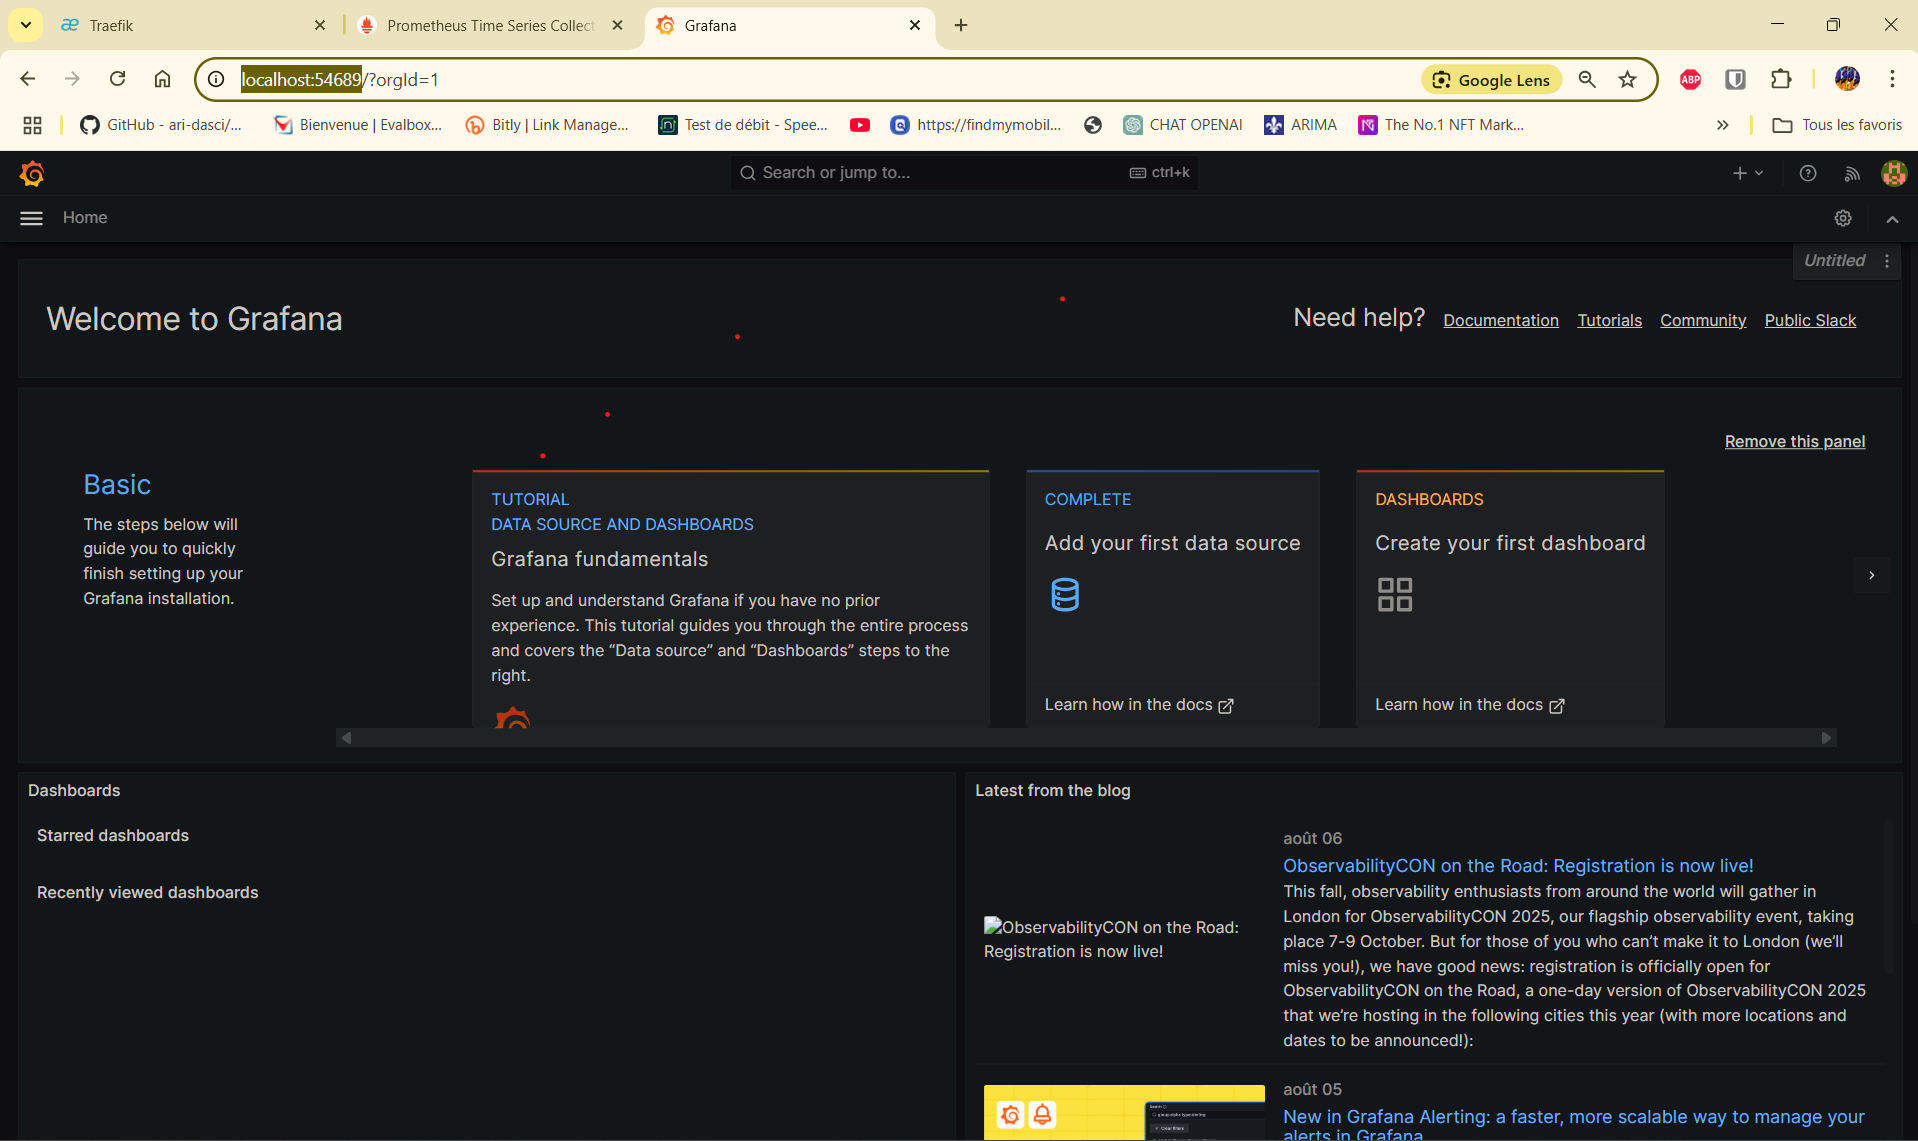 Traefik
Prometheus Time Series Collect
Grafana
localhost:54689/?orgId=1
Google Lens
ABP
GitHub - ari-dasci/...
Bienvenue | Evalbox...
Bitly | Link Manage...
Test de débit - Spee...
https://findmymobil...
CHAT OPENAI
ARIMA
The No.1 NFT Mark...
Tous les favoris
Search or jump to...
ctrl+k
Home
Untitled
Welcome to Grafana
Need help?
Documentation
Tutorials
Community
Public Slack
Remove this panel
Basic
The steps below will
guide you to quickly
finish setting up your
Grafana installation.
TUTORIAL
DATA SOURCE AND DASHBOARDS
Grafana fundamentals
Set up and understand Grafana if you have no prior
experience. This tutorial guides you through the entire process
and covers the “Data source” and “Dashboards” steps to the
right.
COMPLETE
Add your first data source
Learn how in the docs
DASHBOARDS
Create your first dashboard
Learn how in the docs
Dashboards
Starred dashboards
Recently viewed dashboards
Latest from the blog
ObservabilityCON on the Road:
Registration is now live!
août 06
ObservabilityCON on the Road: Registration is now live!
This fall, observability enthusiasts from around the world will gather in
London for ObservabilityCON 2025, our flagship observability event, taking
place 7-9 October. But for those of you who can’t make it to London (we’ll
miss you!), we have good news: registration is officially open for
ObservabilityCON on the Road, a one-day version of ObservabilityCON 2025
that we’re hosting in the following cities this year (with more locations and
dates to be announced!):
août 05
New in Grafana Alerting: a faster, more scalable way to manage your
alerts in Grafana